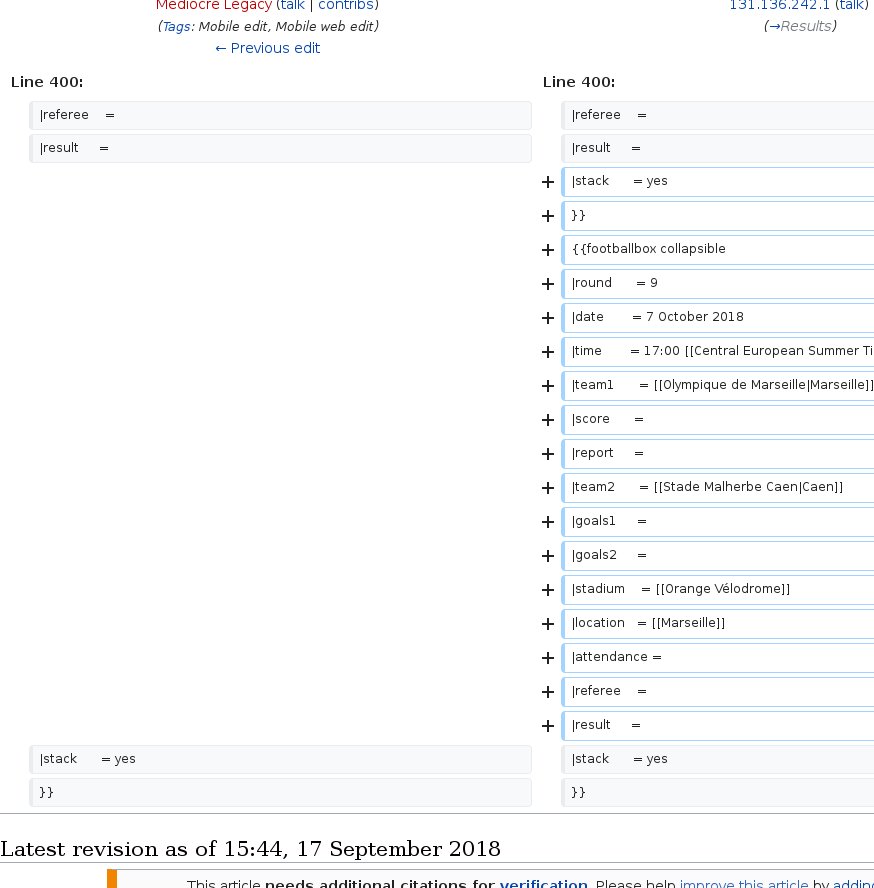 Mediocre Legacy (talk | contribs)
(Tags: Mobile edit, Mobile web edit)
← Previous edit
131.136.242.1 (talk)
(→Results)
Line 400:
|referee =
|result =
|stack = yes
}}
Line 400:
|referee =
|result =
+ |stack = yes
+ }}
+ {{footballbox collapsible
+ |round = 9
+ |date = 7 October 2018
+ |time = 17:00 [[Central European Summer Ti
+ |team1 = [[Olympique de Marseille|Marseille]]
+ |score =
+ |report =
+ |team2 = [[Stade Malherbe Caen|Caen]]
+ |goals1 =
+ |goals2 =
+ |stadium = [[Orange Vélodrome]]
+ |location = [[Marseille]]
+ |attendance =
+ |referee =
+ |result =
|stack = yes
}}
Latest revision as of 15:44, 17 September 2018
This article needs additional citations for verification. Please help improve this article by adding